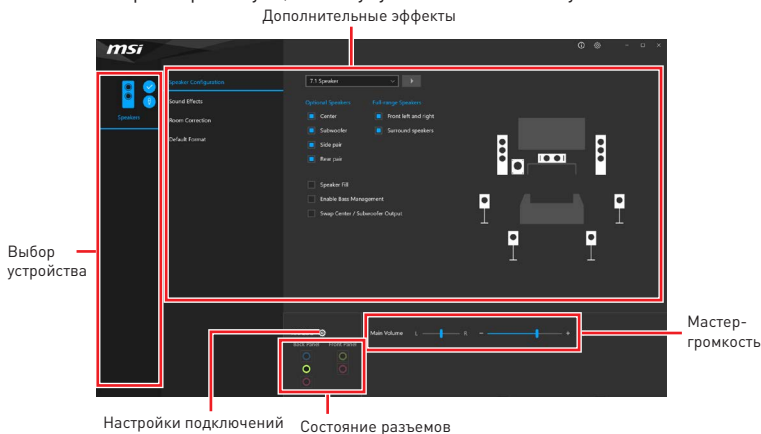 Дополнительные эффекты
msi
Speaker Configuration
7.1 Speaker
Sound Effects
Optional Speakers
Full-range Speakers
Speakers
Room Correction
Center
Front left and right
Default Format
Subwoofer
Surround speakers
Side pair
Rear pair
Speaker Fill
Enable Bass Management
Swap Center / Subwoofer Output
Выбор
устройства
Main Volume
L
R
Back Panel
Front Panel
Мастер-
громкость
Настройки подключений
Состояние разъемов